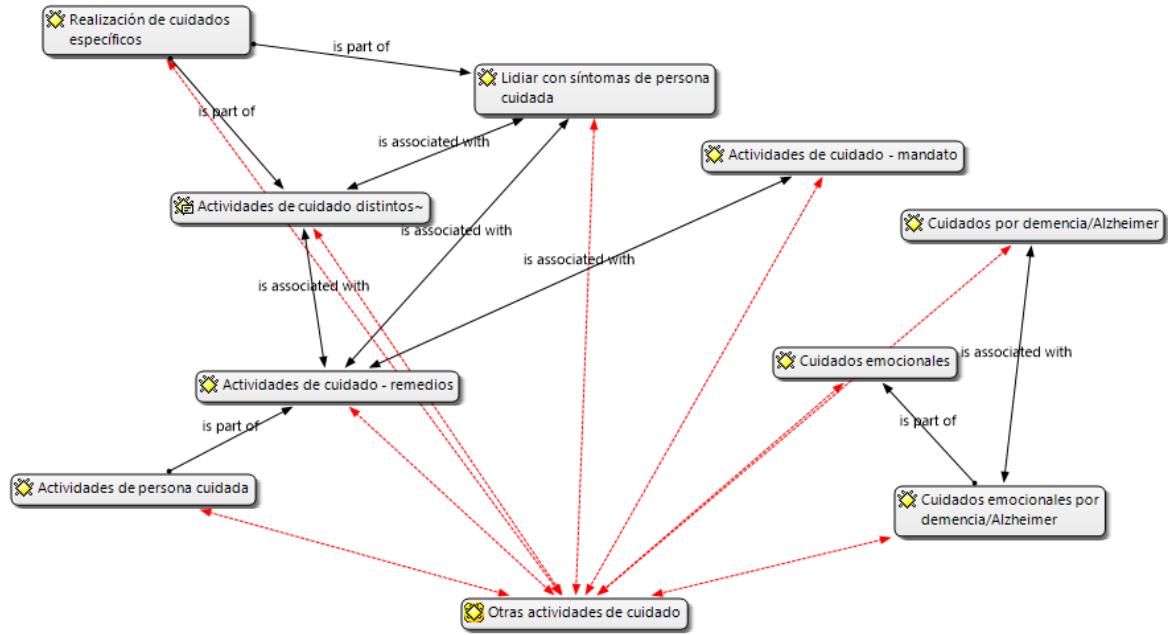 Realización de cuidados
específicos
is part of
Lidiar con síntomas de persona
cuidada
is part of
is associated with
Actividades de cuidado - mandato
Actividades de cuidado distintos~
Cuidados por demencia/Alzheimer
is associated with
is associated with
is associated with
Cuidados emocionales
is associated with
Actividades de cuidado - remedios
is part of
is part of
Actividades de persona cuidada
Cuidados emocionales por
demencia/Alzheimer
Otras actividades de cuidado